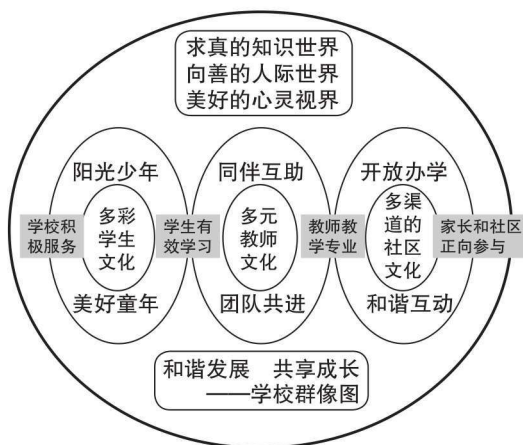 求真的知识世界
向善的人际世界
美好的心灵视界
阳光少年
同伴互助
开放办学
学校积
极服务
多彩
学生
文化
学生有
效学习
多元
教师
文化
教师教
学专业
多渠
道的
社区
文化
家长和社区
正向参与
美好童年
团队共进
和谐互动
和谐发展 共享成长
——学校群像图